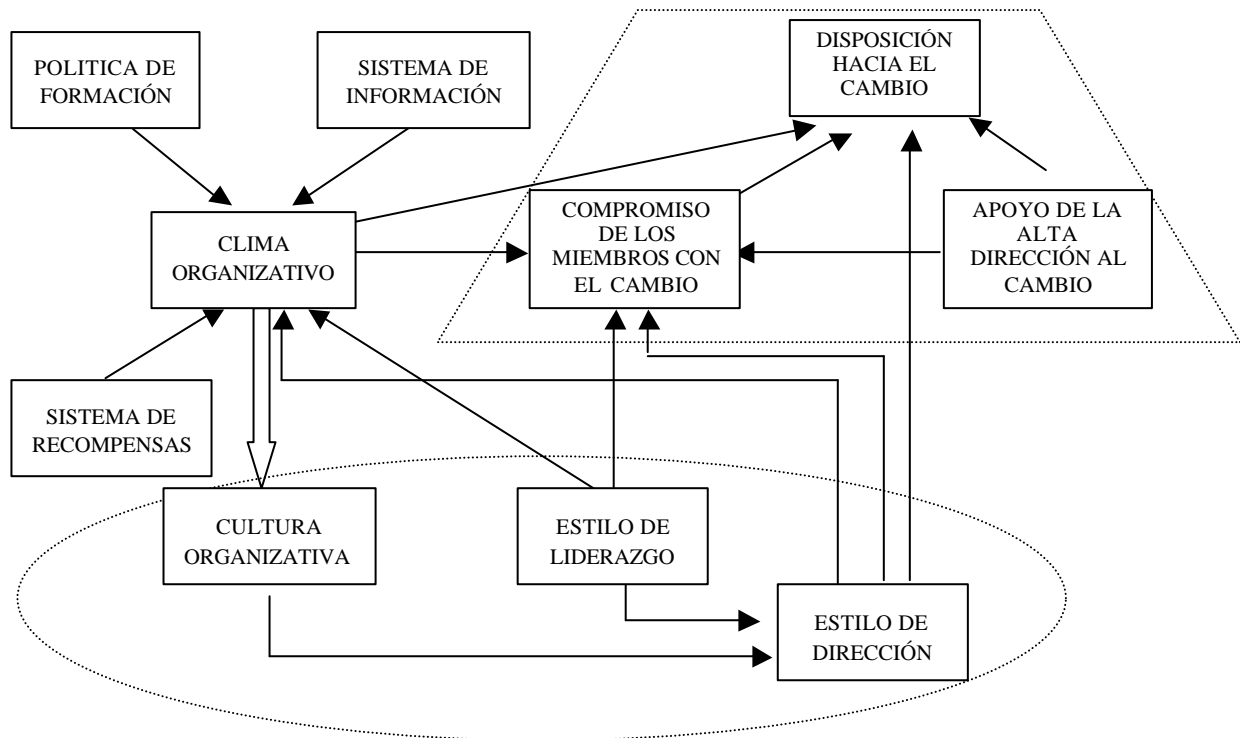 POLITICA DE
FORMACIÓN
SISTEMA DE
INFORMACIÓN
DISPOSICIÓN
HACIA EL
CAMBIO
CLIMA
ORGANIZATIVO
COMPROMISO
DE LOS
MIEMBROS CON
EL CAMBIO
APOYO DE LA
ALTA
DIRECCIÓN AL
CAMBIO
SISTEMA DE
RECOMPENSAS
CULTURA
ORGANIZATIVA
ESTILO DE
LIDERAZGO
ESTILO DE
DIRECCIÓN